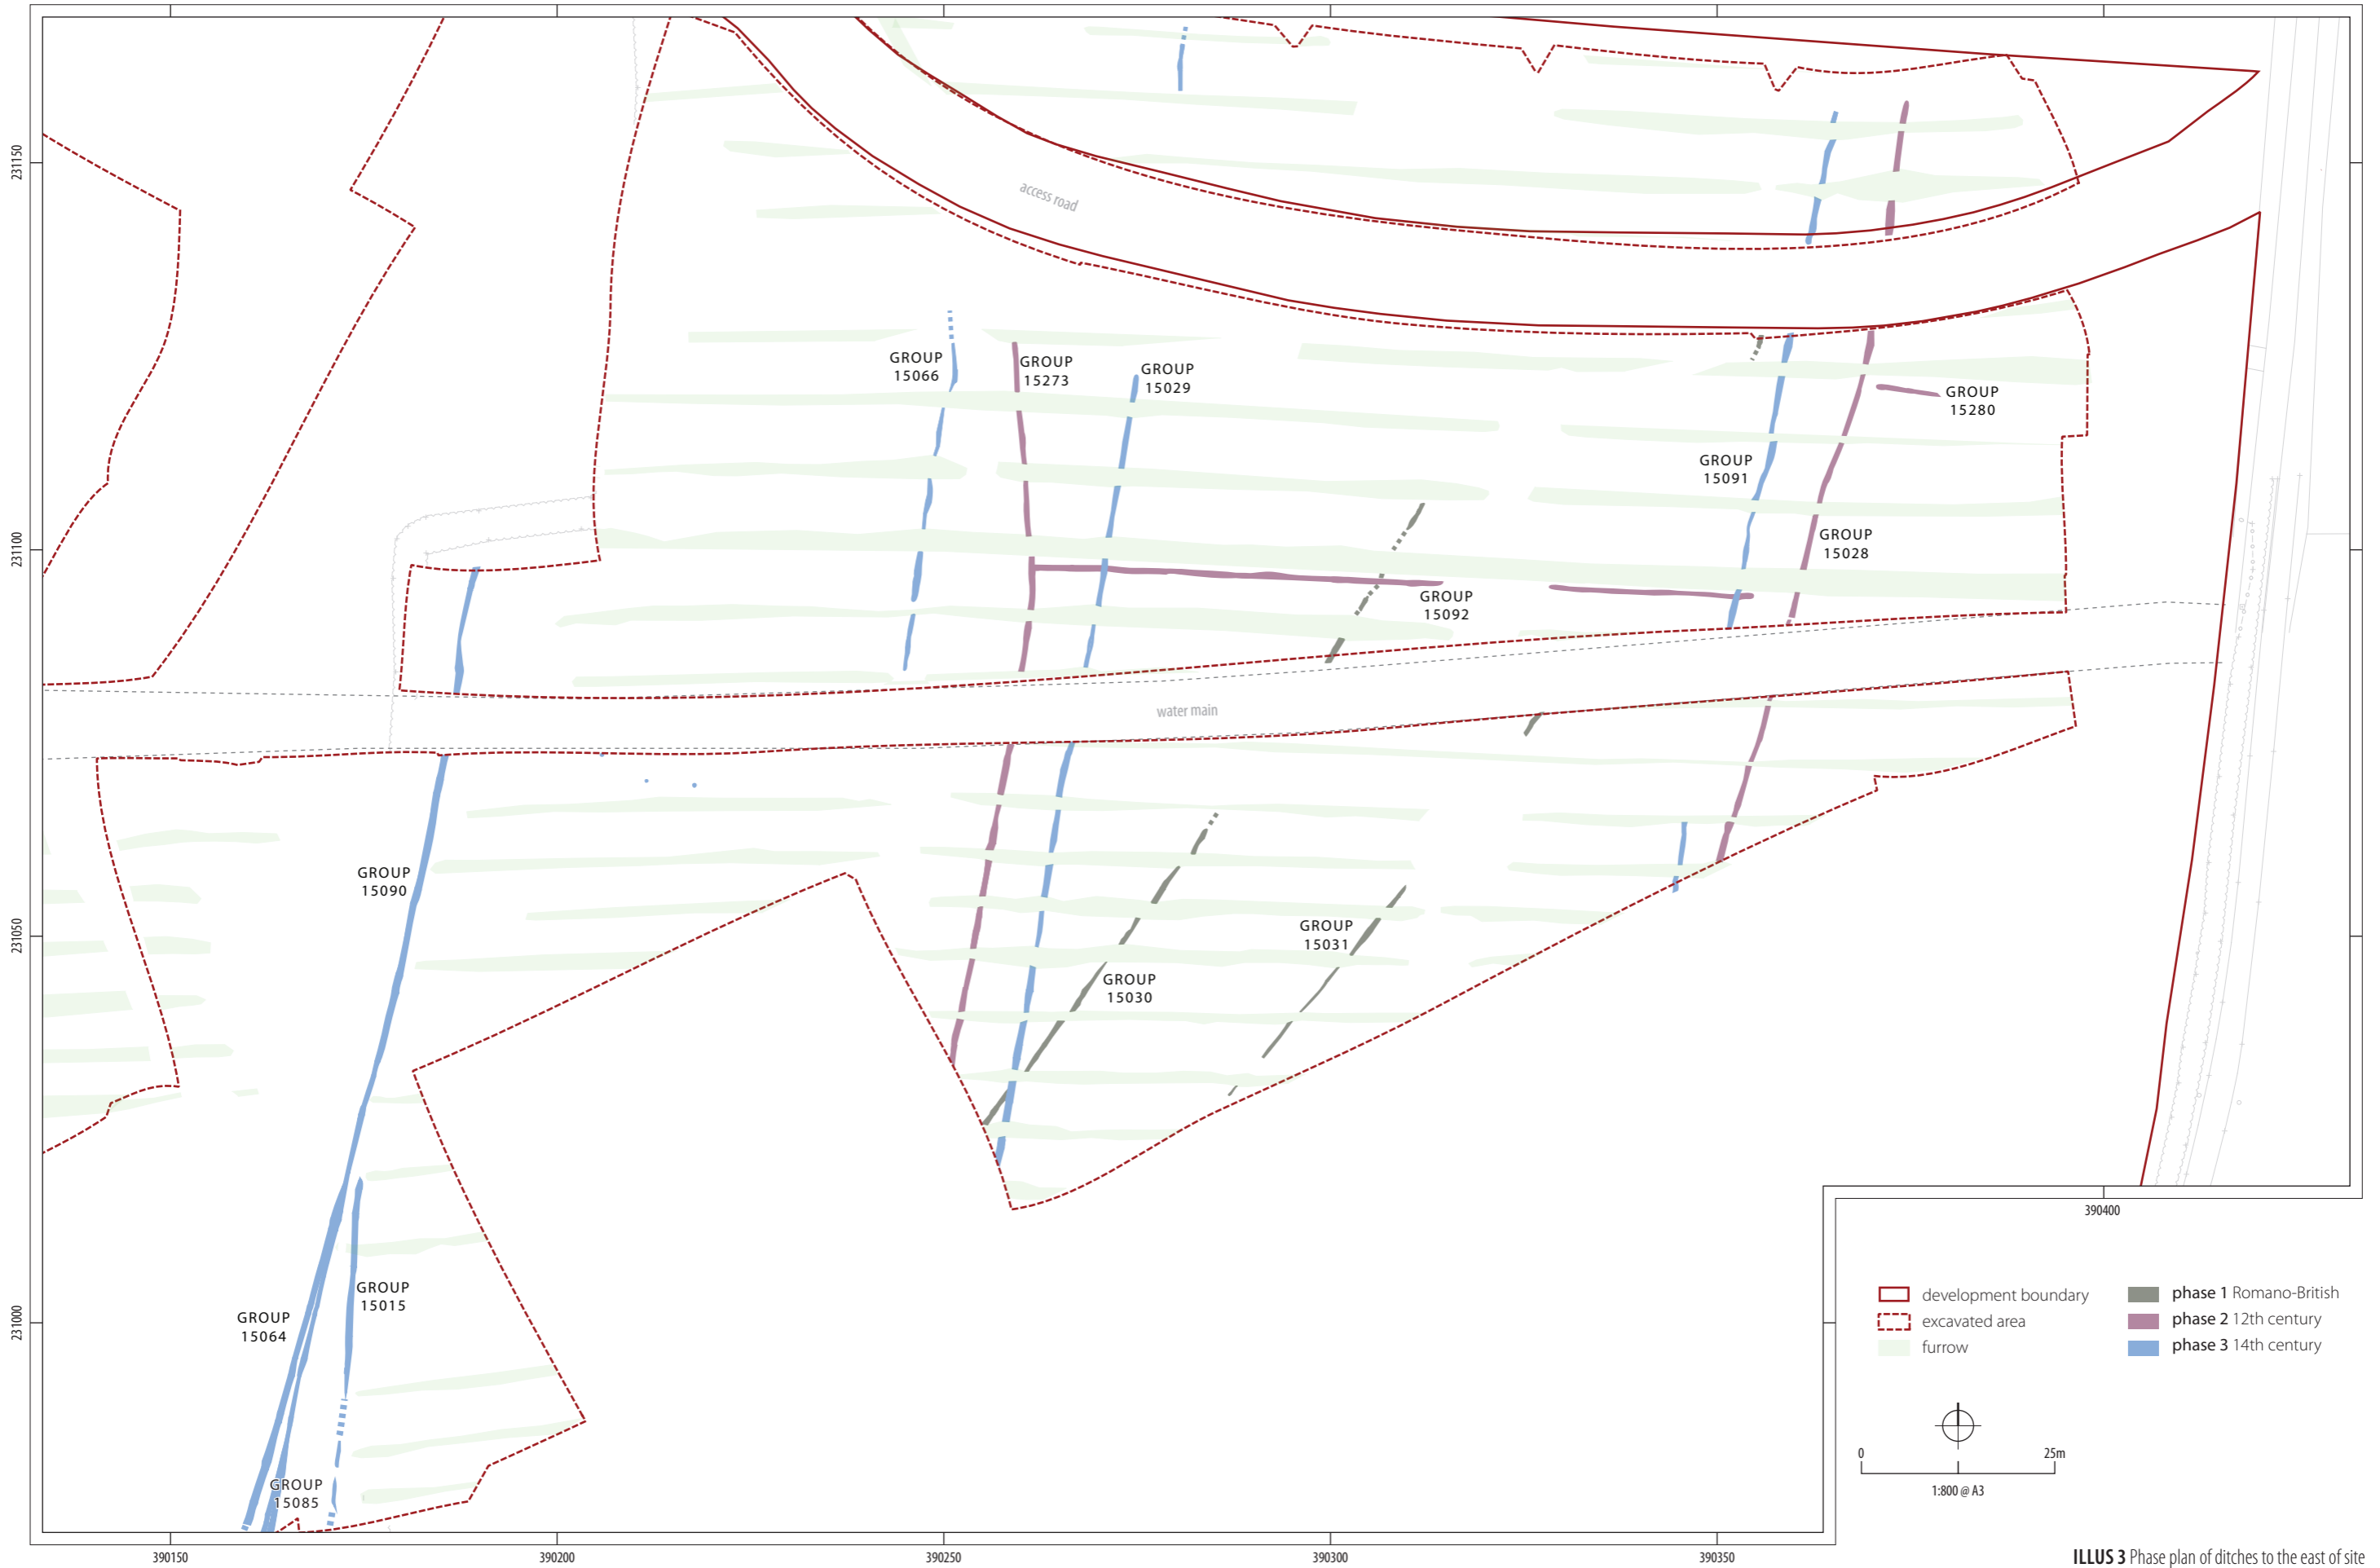 231150
231100
231050
231000
access road
GROUP
15066
GROUP
15273
GROUP
15029
GROUP
15280
GROUP
15091
GROUP
15028
GROUP
15092
water main
GROUP
15090
GROUP
15031
GROUP
15030
GROUP
15015
GROUP
15064
GROUP
15085
390400
development boundary
excavated area
furrow
phase 1 Romano-British
phase 2 12th century
phase 3 14th century
0 25m
1:800 @ A3
390150 390200 390250 390300 390350
ILLUS 3 Phase plan of ditches to the east of site